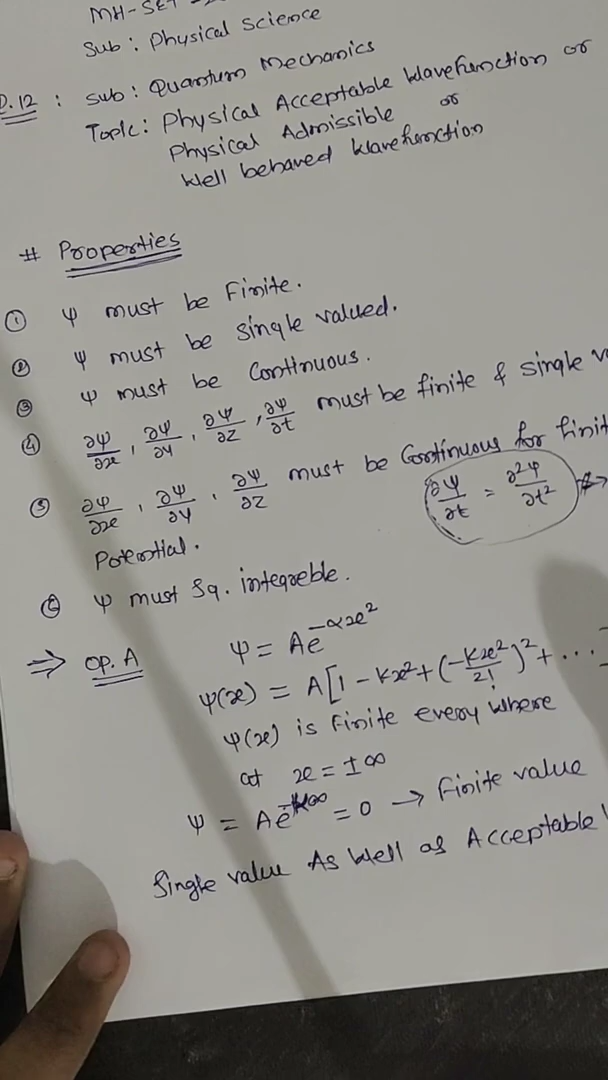 MH-SET
Sub: Physical Science
Q.12 : Sub: Quantum Mechanics
Topic: Physical Acceptable Wavefunction or
Physical Admissible or
Well behaved Wavefunction
# Properties
① ψ must be Finite.
② ψ must be single valued.
③ ψ must be Continuous.
④ ∂ψ/∂x, ∂ψ/∂y, ∂ψ/∂z, ∂ψ/∂t must be finite & single
⑤ ∂ψ/∂x, ∂ψ/∂y, ∂ψ/∂z must be Continuous for finit
Potential.
∂ψ/∂t = ∂²ψ/∂t²
⑥ ψ must Sq. integreble.
⇒ op. A ψ = Ae^{-αx²}
ψ(x) = A[1 - Kx² + (-Kx²/2!)² + ...]
ψ(x) is finite every where
at x = ±∞
ψ = Ae^{-∞} = 0 → Finite value
Single value As Well as Acceptable